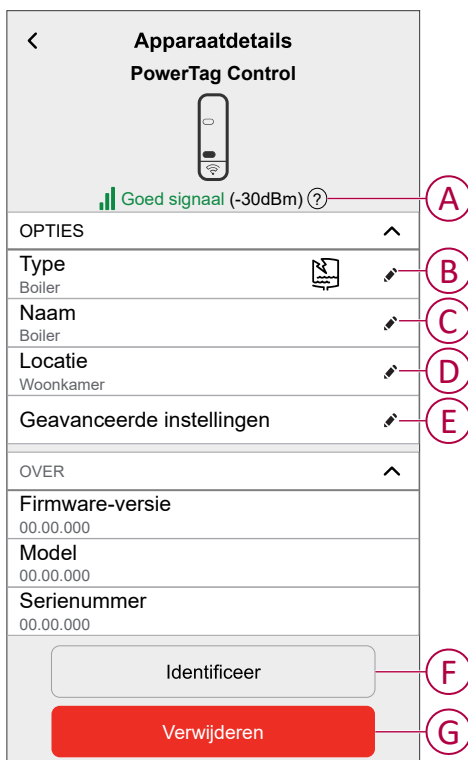 Apparaatdetails
PowerTag Control
Goed signaal (-30dBm) ?
A
OPTIES
Type
Boiler
B
Naam
Boiler
C
Locatie
Woonkamer
D
Geavanceerde instellingen
E
OVER
Firmware-versie
00.00.000
Model
00.00.000
Serienummer
00.00.000
Identificeer
F
Verwijderen
G